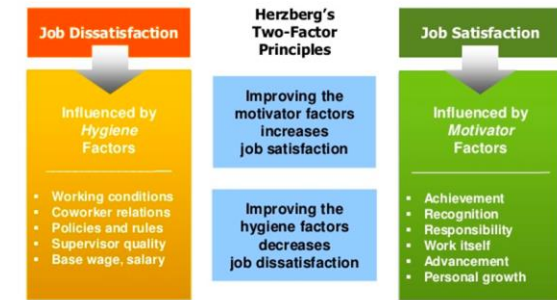 Herzberg's
Two-Factor
Principles
Job Dissatisfaction
Influenced by
Hygiene
Factors
▪ Working conditions
▪ Coworker relations
▪ Policies and rules
▪ Supervisor quality
▪ Base wage, salary
Improving the
motivator factors
increases
job satisfaction
Improving the
hygiene factors
decreases
job dissatisfaction
Job Satisfaction
Influenced by
Motivator
Factors
▪ Achievement
▪ Recognition
▪ Responsibility
▪ Work itself
▪ Advancement
▪ Personal growth